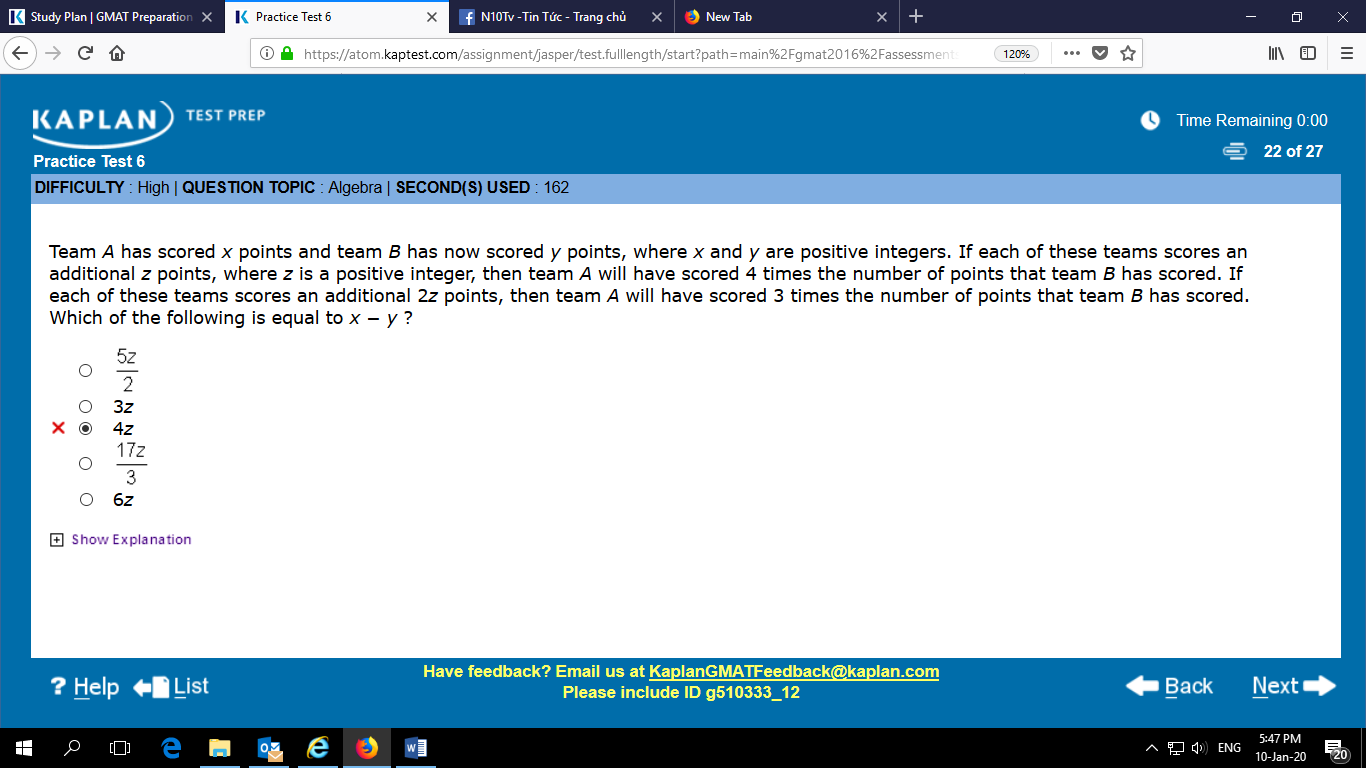 Study Plan | GMAT Preparation
Practice Test 6
N10Tv -Tin Tức - Trang chủ
New Tab
https://atom.kaptest.com/assignment/jasper/test.fulllength/start?path=main%2Fgmat2016%2Fassessment
120%
KAPLAN TEST PREP
Time Remaining 0:00
Practice Test 6
22 of 27
DIFFICULTY : High | QUESTION TOPIC : Algebra | SECOND(S) USED : 162
Team A has scored x points and team B has now scored y points, where x and y are positive integers. If each of these teams scores an
additional z points, where z is a positive integer, then team A will have scored 4 times the number of points that team B has scored. If
each of these teams scores an additional 2z points, then team A will have scored 3 times the number of points that team B has scored.
Which of the following is equal to x − y ?
5z
2
3z
4z
17z
3
6z
Show Explanation
Have feedback? Email us at KaplanGMATFeedback@kaplan.com
Please include ID g510333_12
? Help
List
Back
Next
ENG
5:47 PM
10-Jan-20
20